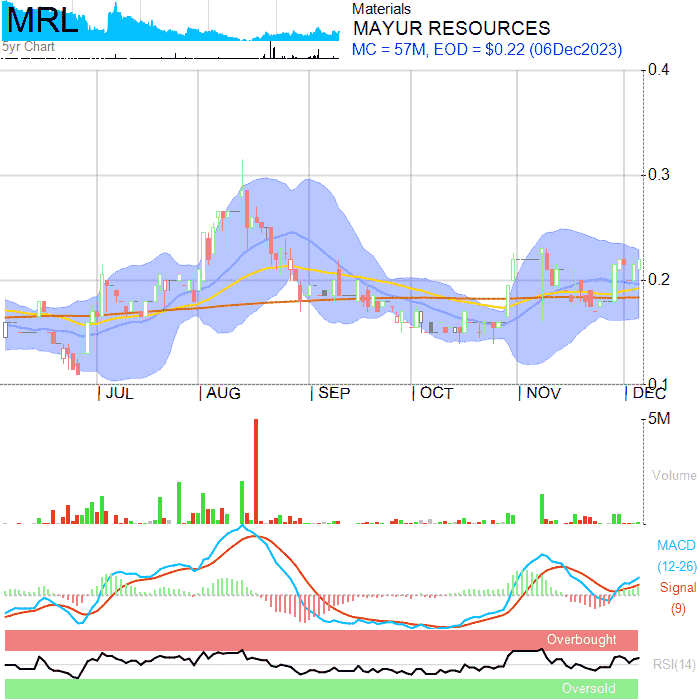 MRL
5yr Chart
Materials
MAYUR RESOURCES
MC = 57M, EOD = $0.22 (06Dec2023)
0.4
0.3
0.2
0.1
JUL
AUG
SEP
OCT
NOV
DEC
5M
Volume
MACD
(12-26)
Signal
(9)
Overbought
RSI(14)
Oversold